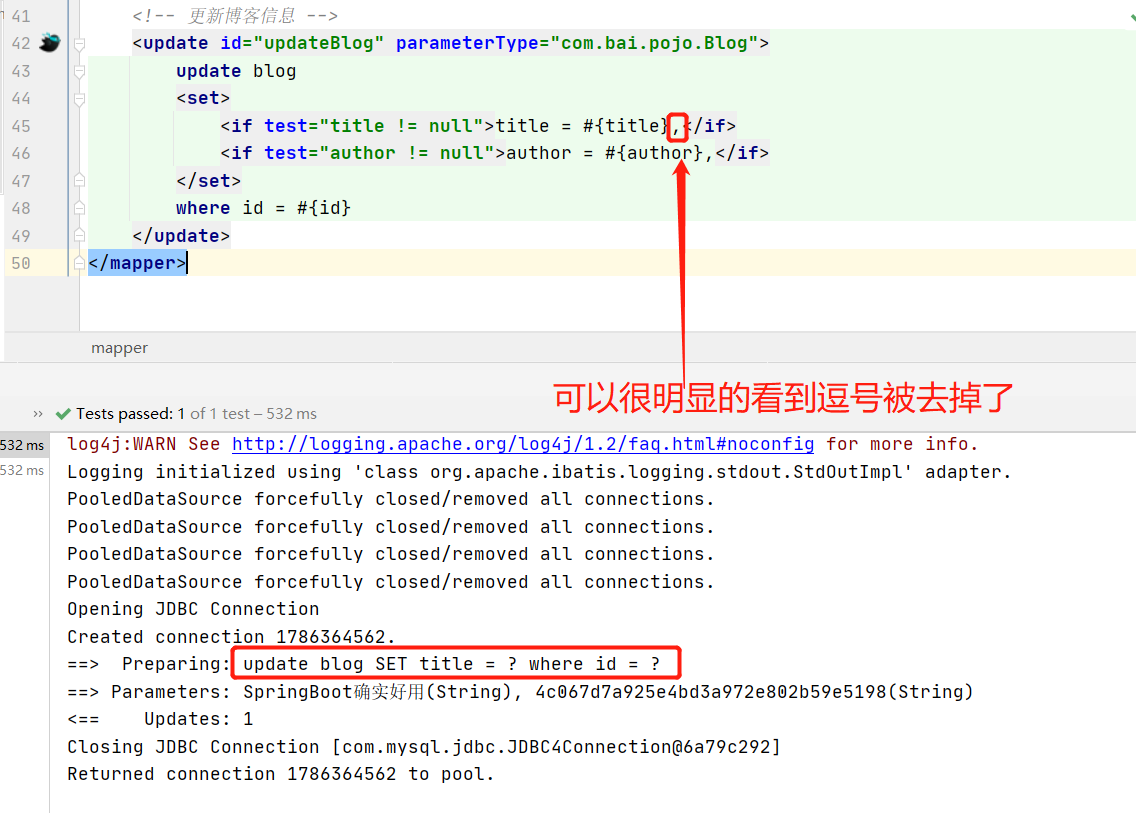 41 <!-- 更新博客信息 -->
42 <update id="updateBlog" parameterType="com.bai.pojo.Blog">
43 update blog
44 <set>
45 <if test="title != null">title = #{title},</if>
46 <if test="author != null">author = #{author},</if>
47 </set>
48 where id = #{id}
49 </update>
50 </mapper>
mapper
可以很明显的看到逗号被去掉了
›› Tests passed: 1 of 1 test – 532 ms
532 ms
532 ms
log4j:WARN See http://logging.apache.org/log4j/1.2/faq.html#noconfig for more info.
Logging initialized using 'class org.apache.ibatis.logging.stdout.StdOutImpl' adapter.
PooledDataSource forcefully closed/removed all connections.
PooledDataSource forcefully closed/removed all connections.
PooledDataSource forcefully closed/removed all connections.
PooledDataSource forcefully closed/removed all connections.
Opening JDBC Connection
Created connection 1786364562.
==>  Preparing: update blog SET title = ? where id = ?
==> Parameters: SpringBoot确实好用(String), 4c067d7a925e4bd3a972e802b59e5198(String)
<==    Updates: 1
Closing JDBC Connection [com.mysql.jdbc.JDBC4Connection@6a79c292]
Returned connection 1786364562 to pool.